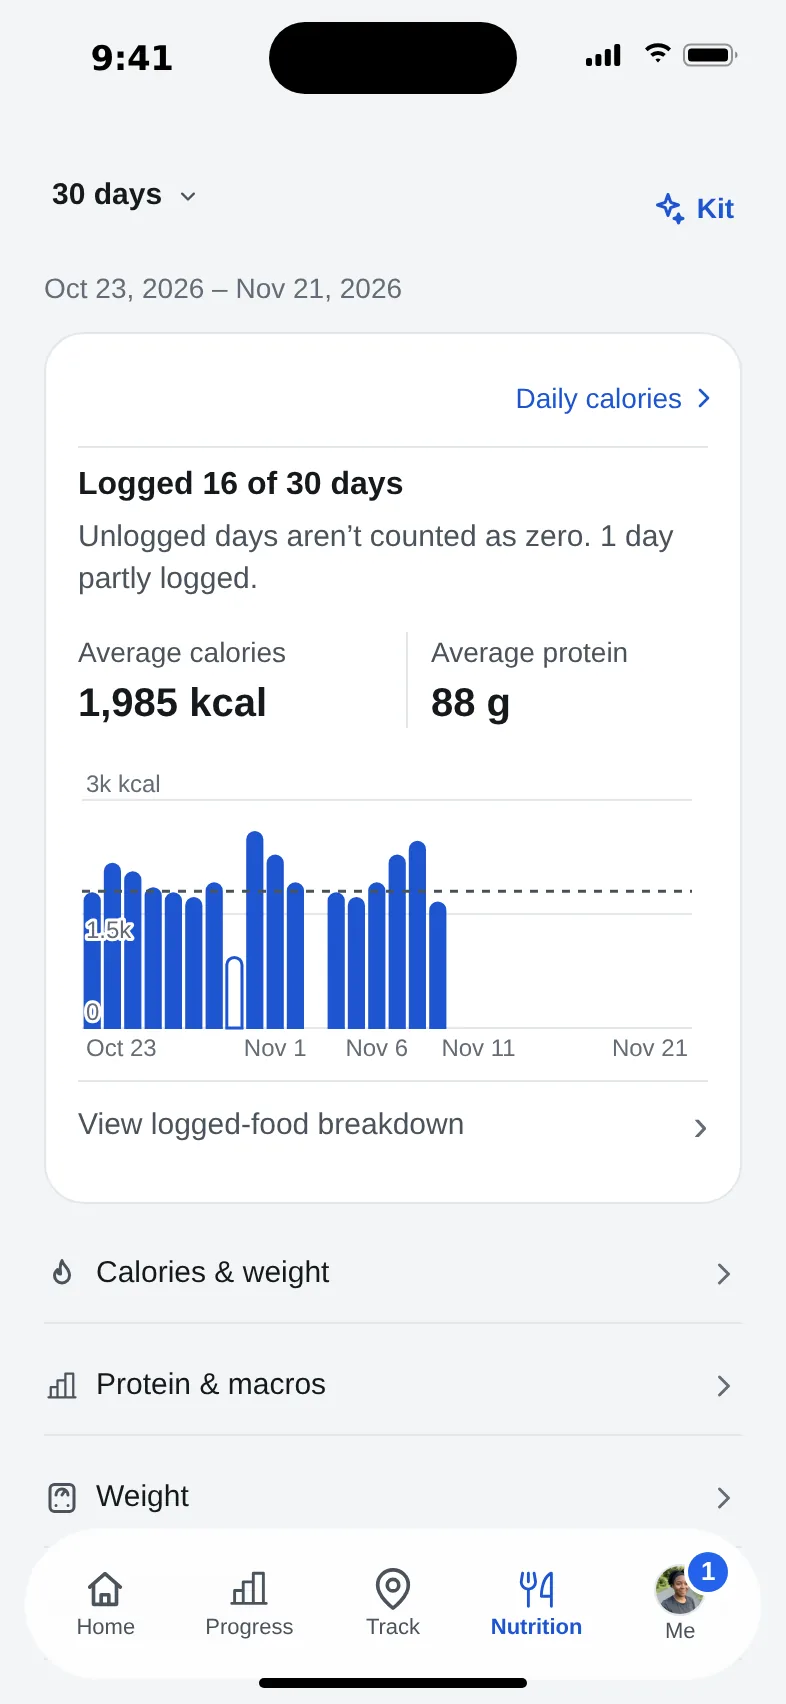 9:41
30 days
Kit
Oct 23, 2026 – Nov 21, 2026
Daily calories
Logged 16 of 30 days
Unlogged days aren’t counted as zero. 1 day
partly logged.
Average calories
Average protein
1,985 kcal
88 g
3k kcal
1.5k
0
Oct 23
Nov 1
Nov 6
Nov 11
Nov 21
View logged-food breakdown
Calories & weight
Protein & macros
Weight
1
Home
Progress
Track
Nutrition
Me